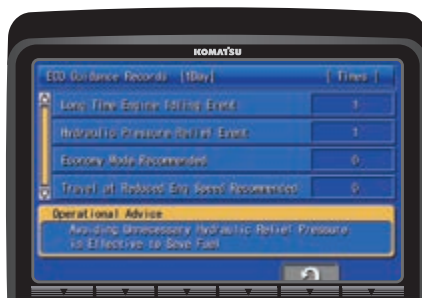 KOMATSU
ECO Guidance Records [1Day] [ Times ]
Long Time Engine Idling Event 1
Hydraulic Pressure Relief Event 1
Economy Mode Recommended 0
Travel at Reduced Eng Speed Recommended 0
Operational Advice
Avoiding Unnecessary Hydraulic Relief Pressure
is Effective to Save Fuel